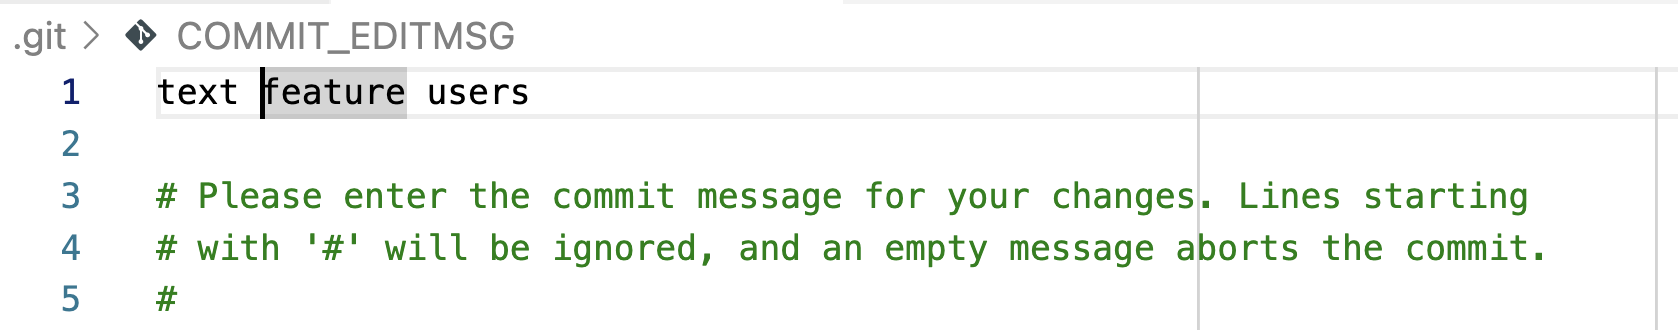 .git > COMMIT_EDITMSG
1 text feature users
2
3 # Please enter the commit message for your changes. Lines starting
4 # with '#' will be ignored, and an empty message aborts the commit.
5 #